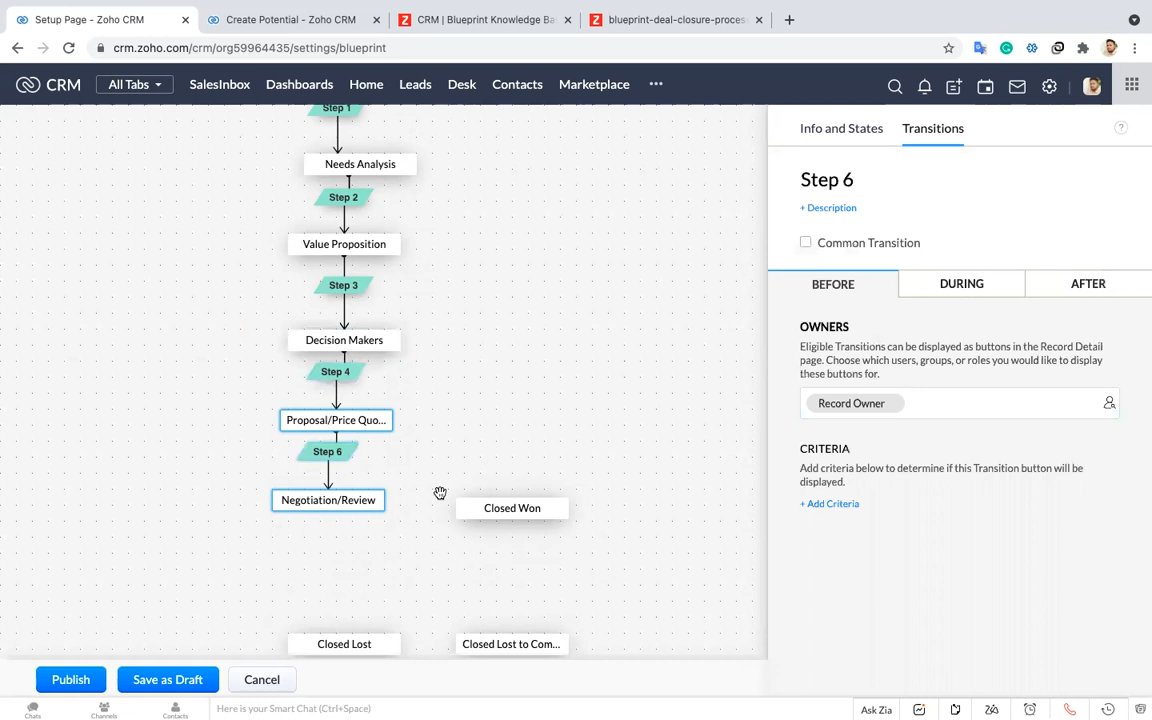 Setup Page - Zoho CRM
Create Potential - Zoho CRM
CRM | Blueprint Knowledge Ba
blueprint-deal-closure-proces
crm.zoho.com/crm/org59964435/settings/blueprint
CRM
All Tabs
SalesInbox
Dashboards
Home
Leads
Desk
Contacts
Marketplace
Step 1
Needs Analysis
Step 2
Value Proposition
Step 3
Decision Makers
Step 4
Proposal/Price Quo...
Step 6
Negotiation/Review
Closed Won
Closed Lost
Closed Lost to Com...
Info and States
Transitions
Step 6
+ Description
Common Transition
BEFORE
DURING
AFTER
OWNERS
Eligible Transitions can be displayed as buttons in the Record Detail
page. Choose which users, groups, or roles you would like to display
these buttons for.
Record Owner
CRITERIA
Add criteria below to determine if this Transition button will be
displayed.
+ Add Criteria
Publish
Save as Draft
Cancel
Chats
Channels
Contacts
Here is your Smart Chat (Ctrl+Space)
Ask Zia